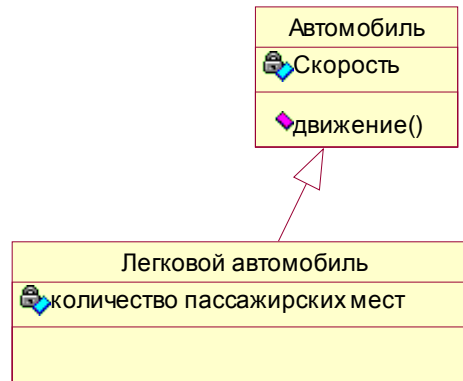 Автомобиль
Скорость
движение()
Легковой автомобиль
количество пассажирских мест